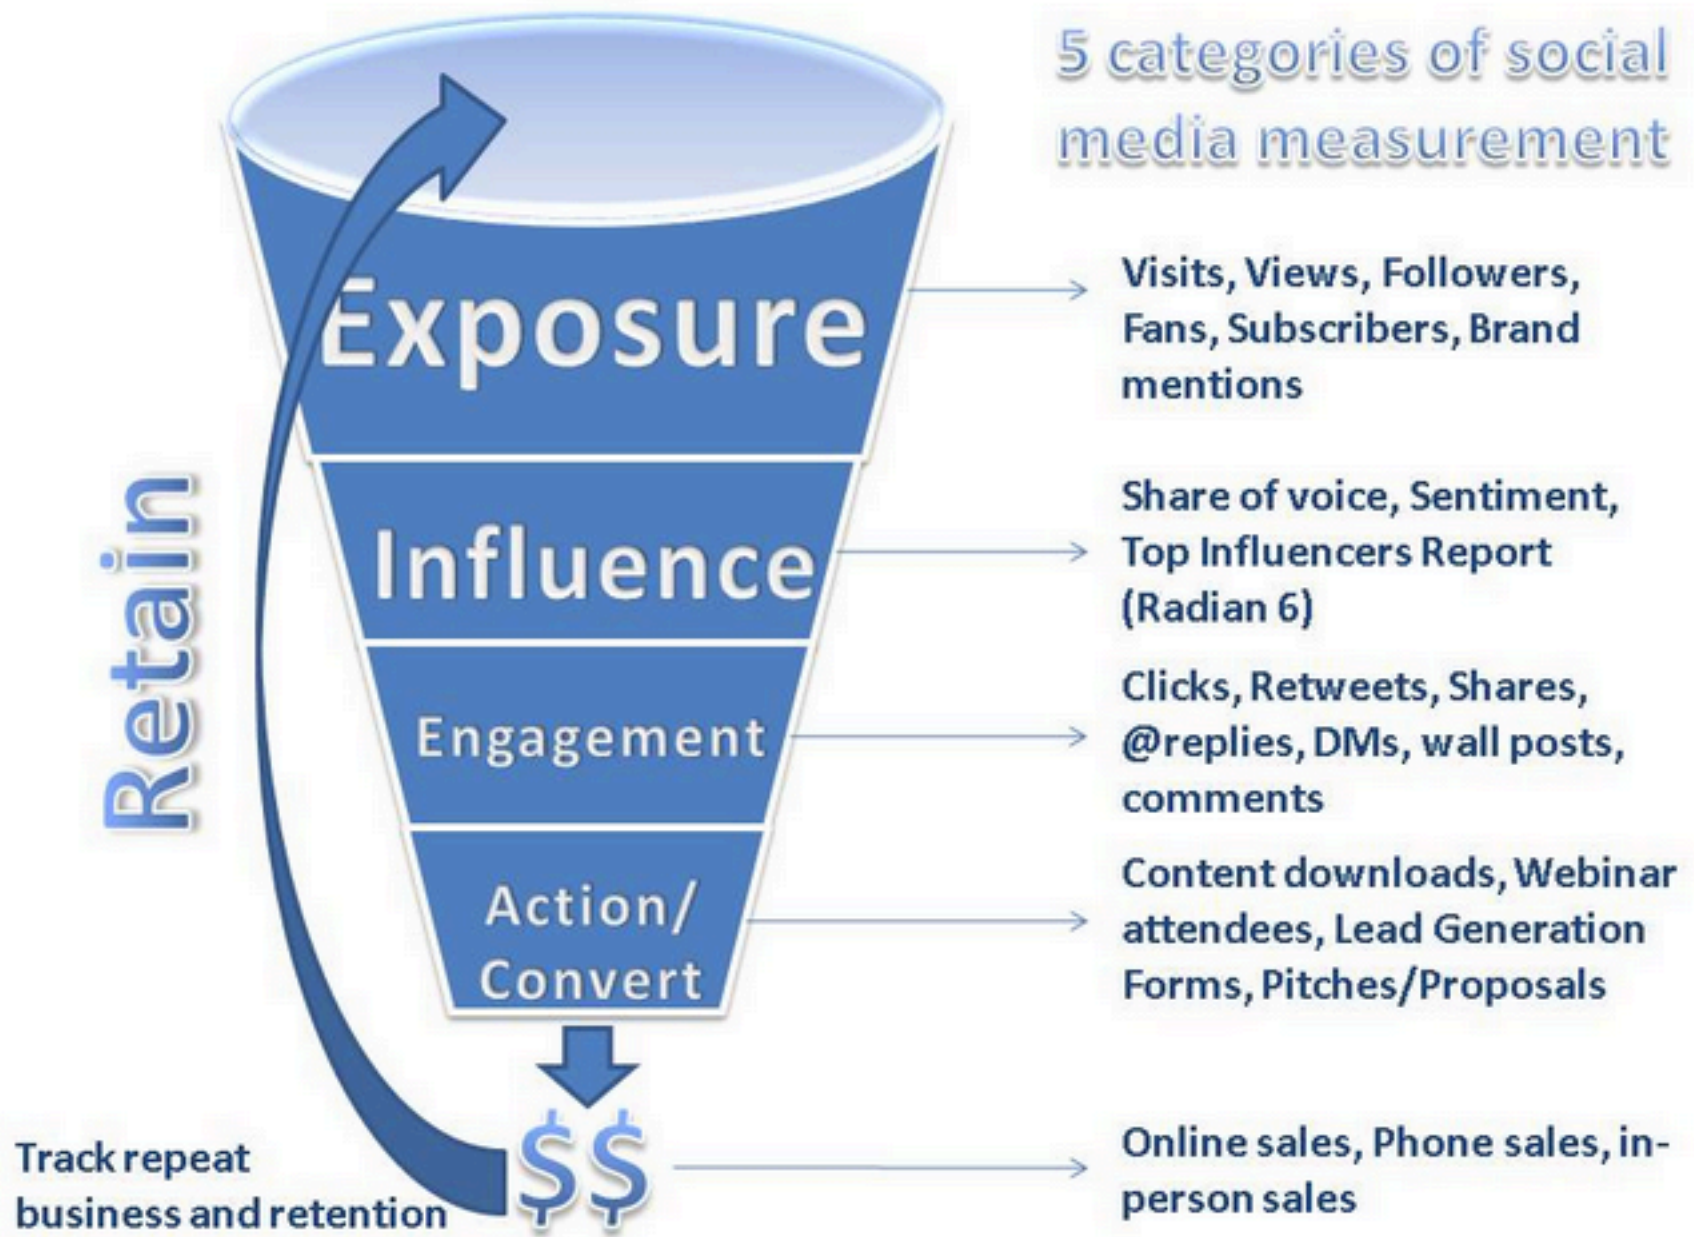 5 categories of social
media measurement
Exposure
Visits, Views, Followers,
Fans, Subscribers, Brand
mentions
Influence
Share of voice, Sentiment,
Top Influencers Report
(Radian 6)
Engagement
Clicks, Retweets, Shares,
@replies, DMs, wall posts,
comments
Action/
Convert
Content downloads, Webinar
attendees, Lead Generation
Forms, Pitches/Proposals
$$
Online sales, Phone sales, in-
person sales
Retain
Track repeat
business and retention